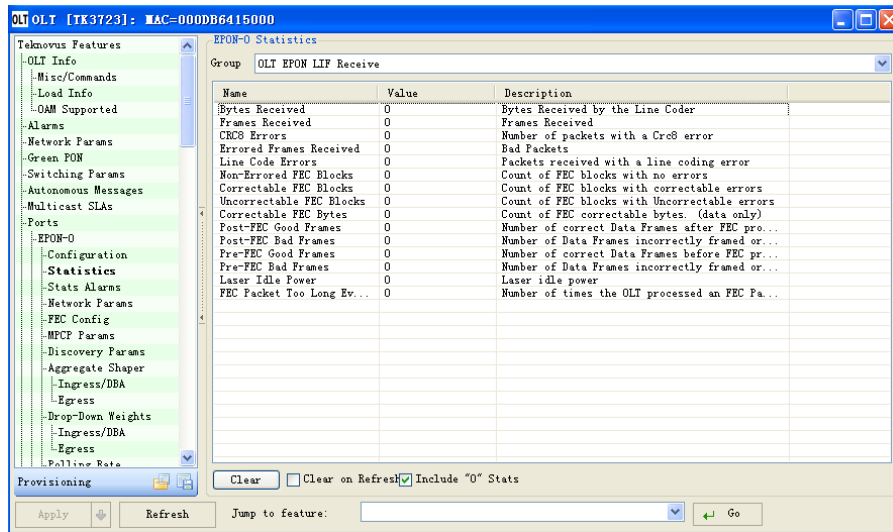 OLT OLT [TK3723]: MAC=000DB6415000
Teknovus Features
OLT Info
Misc/Commands
Load Info
OAM Supported
Alarms
Network Params
Green PON
Switching Params
Autonomous Messages
Multicast SLAs
Ports
EPON-0
Configuration
Statistics
Stats Alarms
Network Params
FEC Config
MPCP Params
Discovery Params
Aggregate Shaper
Ingress/DBA
Egress
Drop-Down Weights
Ingress/DBA
Egress
Polling Rate
Provisioning
EPON-0 Statistics
Group OLT EPON LIF Receive
Name Value Description
Bytes Received 0 Bytes Received by the Line Coder
Frames Received 0 Frames Received
CRC8 Errors 0 Number of packets with a Crc8 error
Errored Frames Received 0 Bad Packets
Line Code Errors 0 Packets received with a line coding error
Non-Errored FEC Blocks 0 Count of FEC blocks with no errors
Correctable FEC Blocks 0 Count of FEC blocks with correctable errors
Uncorrectable FEC Blocks 0 Count of FEC blocks with Uncorrectable errors
Correctable FEC Bytes 0 Count of FEC correctable bytes. (data only)
Post-FEC Good Frames 0 Number of correct Data Frames after FEC pro...
Post-FEC Bad Frames 0 Number of Data Frames incorrectly framed or...
Pre-FEC Good Frames 0 Number of correct Data Frames before FEC pr...
Pre-FEC Bad Frames 0 Number of Data Frames incorrectly framed or...
Laser Idle Power 0 Laser idle power
FEC Packet Too Long Ev... 0 Number of times the OLT processed an FEC Pa...
Clear Clear on Refresh Include "0" Stats
Apply Refresh Jump to feature: Go